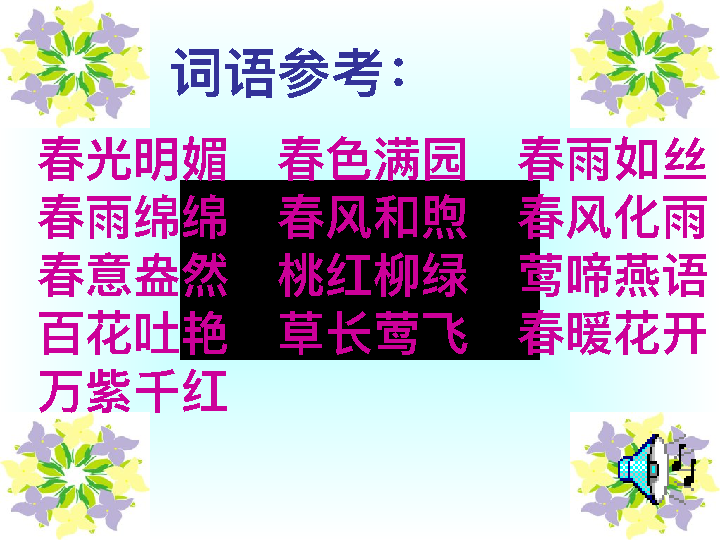 词语参考：
春光明媚 春色满园 春雨如丝
春雨绵绵 春风和煦 春风化雨
春意盎然 桃红柳绿 莺啼燕语
百花吐艳 草长莺飞 春暖花开
万紫千红